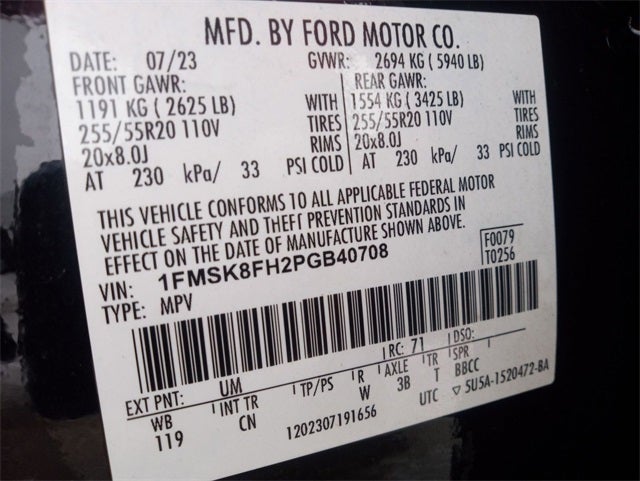 MFD. BY FORD MOTOR CO.
DATE: 07/23 GVWR: 2694 KG ( 5940 LB)
FRONT GAWR: REAR GAWR:
1191 KG ( 2625 LB) WITH 1554 KG ( 3425 LB) WITH
255/55R20 110V TIRES 255/55R20 110V TIRES
20x8.0J RIMS 20x8.0J RIMS
AT 230 kPa/ 33 PSI COLD AT 230 kPa/ 33 PSI COLD
THIS VEHICLE CONFORMS TO ALL APPLICABLE FEDERAL MOTOR
VEHICLE SAFETY AND THEFT PREVENTION STANDARDS IN
EFFECT ON THE DATE OF MANUFACTURE SHOWN ABOVE.
F0079
T0256
VIN: 1FMSK8FH2PGB40708
TYPE: MPV
EXT PNT: UM RC: 71 DSO:
WB INT TR TP/PS R AXLE TR SPR
119 CN W 3B T BBCC
1202307191656 UTC ▽ 5U5A-1520472-BA